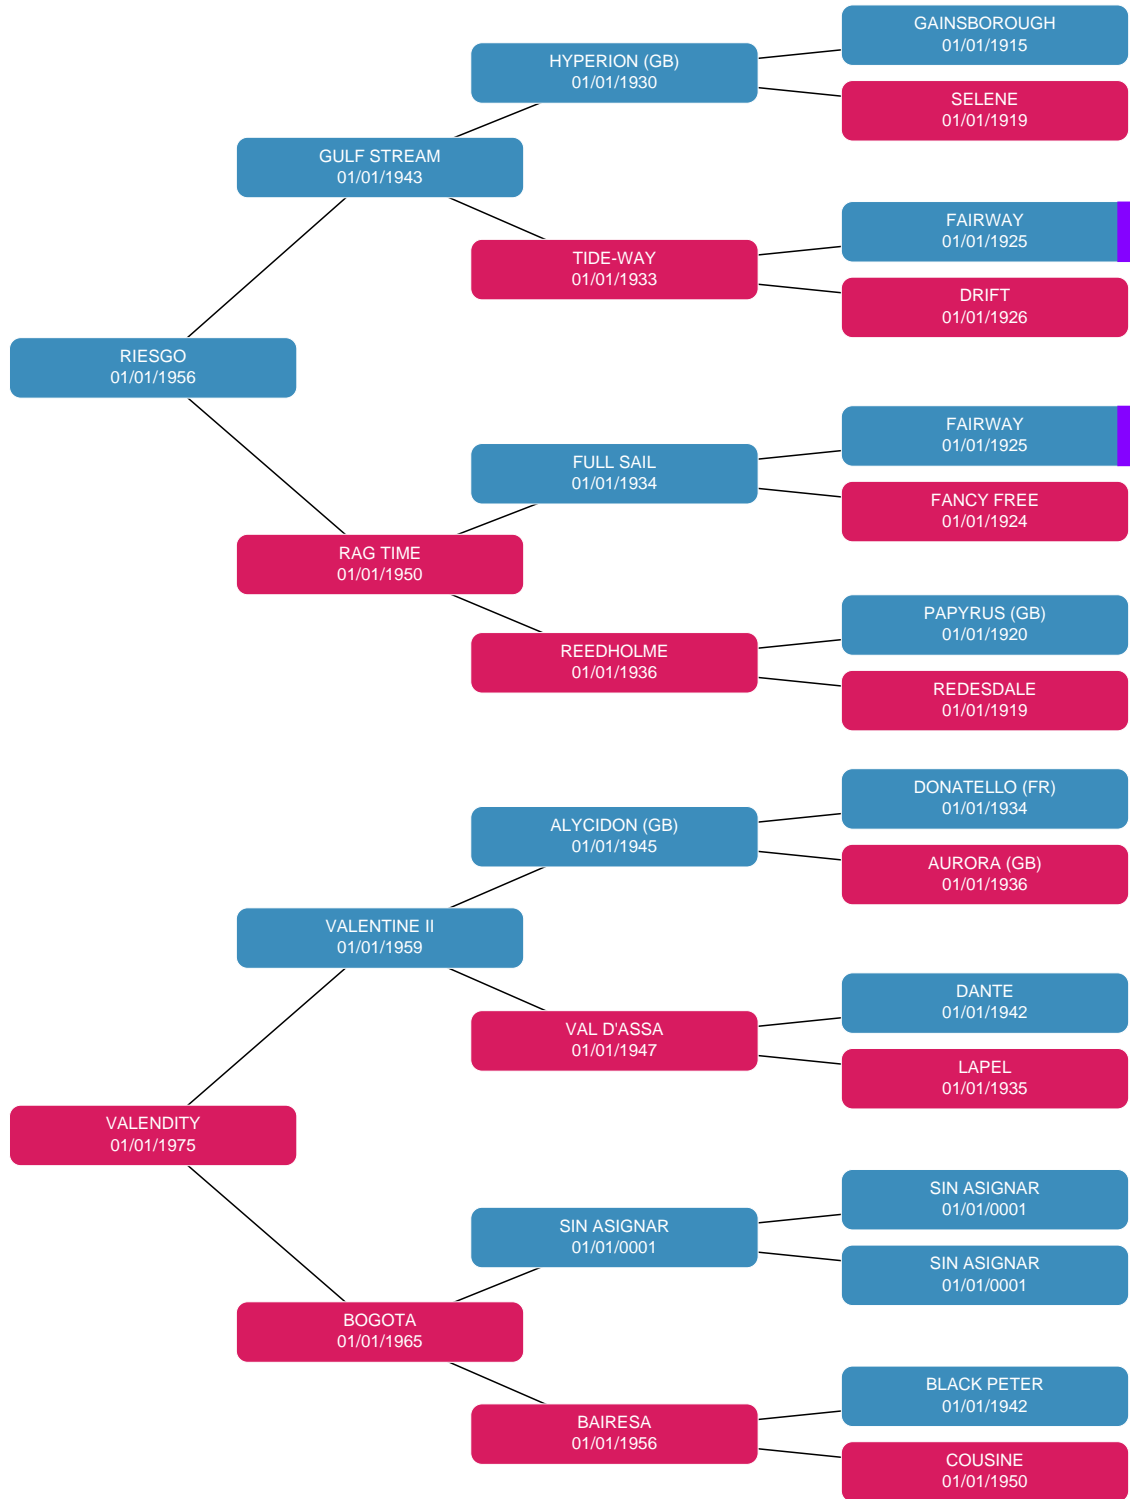 GAINSBOROUGH
01/01/1915
HYPERION (GB)
01/01/1930
SELENE
01/01/1919
GULF STREAM
01/01/1943
FAIRWAY
01/01/1925
TIDE-WAY
01/01/1933
DRIFT
01/01/1926
RIESGO
01/01/1956
FAIRWAY
01/01/1925
FULL SAIL
01/01/1934
FANCY FREE
01/01/1924
RAG TIME
01/01/1950
PAPYRUS (GB)
01/01/1920
REEDHOLME
01/01/1936
REDESDALE
01/01/1919
DONATELLO (FR)
01/01/1934
ALYCIDON (GB)
01/01/1945
AURORA (GB)
01/01/1936
VALENTINE II
01/01/1959
DANTE
01/01/1942
VAL D'ASSA
01/01/1947
LAPEL
01/01/1935
VALENDITY
01/01/1975
SIN ASIGNAR
01/01/0001
SIN ASIGNAR
01/01/0001
SIN ASIGNAR
01/01/0001
BOGOTA
01/01/1965
BLACK PETER
01/01/1942
BAIRESA
01/01/1956
COUSINE
01/01/1950